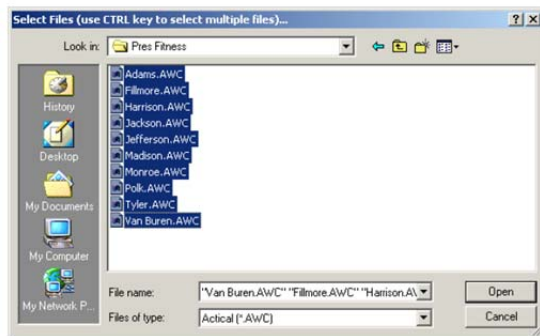 Select Files (use CTRL key to select multiple files)...
Look in: Pres Fitness
Adams.AWC
Fillmore.AWC
Harrison.AWC
Jackson.AWC
Jefferson.AWC
Madison.AWC
Monroe.AWC
Polk.AWC
Tyler.AWC
Van Buren.AWC
History
Desktop
My Documents
My Computer
My Network P...
File name: "Van Buren.AWC" "Fillmore.AWC" "Harrison.A\
Open
Files of type: Actical (*.AWC)
Cancel